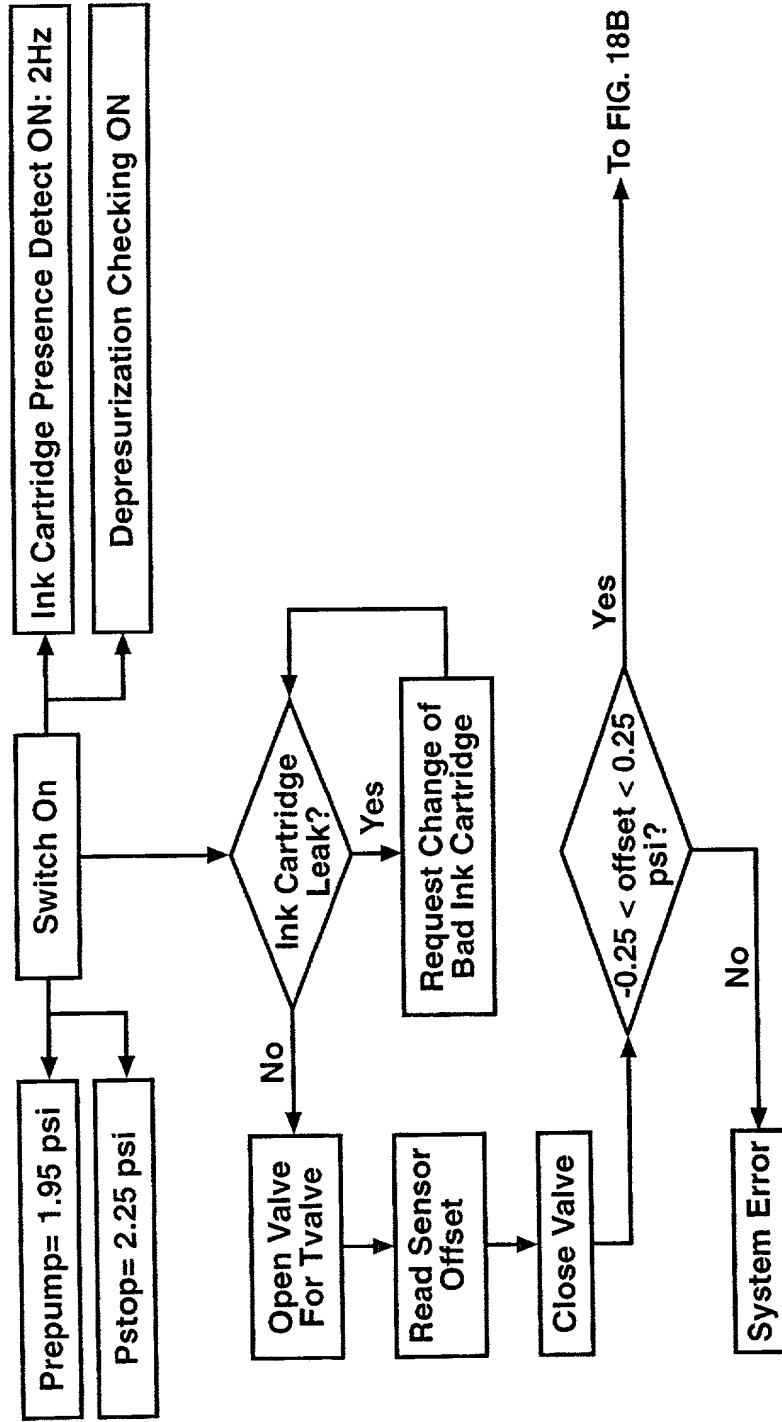 Prepump= 1.95 psi
Pstop= 2.25 psi
Switch On
Ink Cartridge Presence Detect ON: 2Hz
Depresurization Checking ON
Ink Cartridge
Leak?
No
Yes
Request Change of
Bad Ink Cartridge
Open Valve
For Tvalve
Read Sensor
Offset
Close Valve
-0.25 < offset < 0.25
psi?
Yes
To FIG. 18B
No
System Error